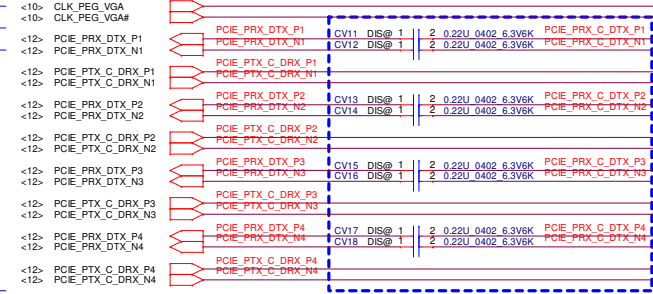 <10> CLK_PEG_VGA
<10> CLK_PEG_VGA#
<12> PCIE_PRX_DTX_P1 PCIE_PRX_DTX_P1 CV11 DIS@ 1 2 0.22U_0402_6.3V6K PCIE_PRX_C_DTX_P1
<12> PCIE_PRX_DTX_N1 PCIE_PRX_DTX_N1 CV12 DIS@ 1 2 0.22U_0402_6.3V6K PCIE_PRX_C_DTX_N1
<12> PCIE_PTX_C_DRX_P1 PCIE_PTX_C_DRX_P1
<12> PCIE_PTX_C_DRX_N1 PCIE_PTX_C_DRX_N1
<12> PCIE_PRX_DTX_P2 PCIE_PRX_DTX_P2 CV13 DIS@ 1 2 0.22U_0402_6.3V6K PCIE_PRX_C_DTX_P2
<12> PCIE_PRX_DTX_N2 PCIE_PRX_DTX_N2 CV14 DIS@ 1 2 0.22U_0402_6.3V6K PCIE_PRX_C_DTX_N2
<12> PCIE_PTX_C_DRX_P2 PCIE_PTX_C_DRX_P2
<12> PCIE_PTX_C_DRX_N2 PCIE_PTX_C_DRX_N2
<12> PCIE_PRX_DTX_P3 PCIE_PRX_DTX_P3 CV15 DIS@ 1 2 0.22U_0402_6.3V6K PCIE_PRX_C_DTX_P3
<12> PCIE_PRX_DTX_N3 PCIE_PRX_DTX_N3 CV16 DIS@ 1 2 0.22U_0402_6.3V6K PCIE_PRX_C_DTX_N3
<12> PCIE_PTX_C_DRX_P3 PCIE_PTX_C_DRX_P3
<12> PCIE_PTX_C_DRX_N3 PCIE_PTX_C_DRX_N3
<12> PCIE_PRX_DTX_P4 PCIE_PRX_DTX_P4 CV17 DIS@ 1 2 0.22U_0402_6.3V6K PCIE_PRX_C_DTX_P4
<12> PCIE_PRX_DTX_N4 PCIE_PRX_DTX_N4 CV18 DIS@ 1 2 0.22U_0402_6.3V6K PCIE_PRX_C_DTX_N4
<12> PCIE_PTX_C_DRX_P4 PCIE_PTX_C_DRX_P4
<12> PCIE_PTX_C_DRX_N4 PCIE_PTX_C_DRX_N4